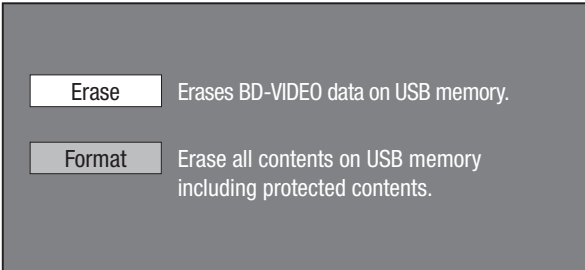 Erase Erases BD-VIDEO data on USB memory.
Format Erase all contents on USB memory
including protected contents.